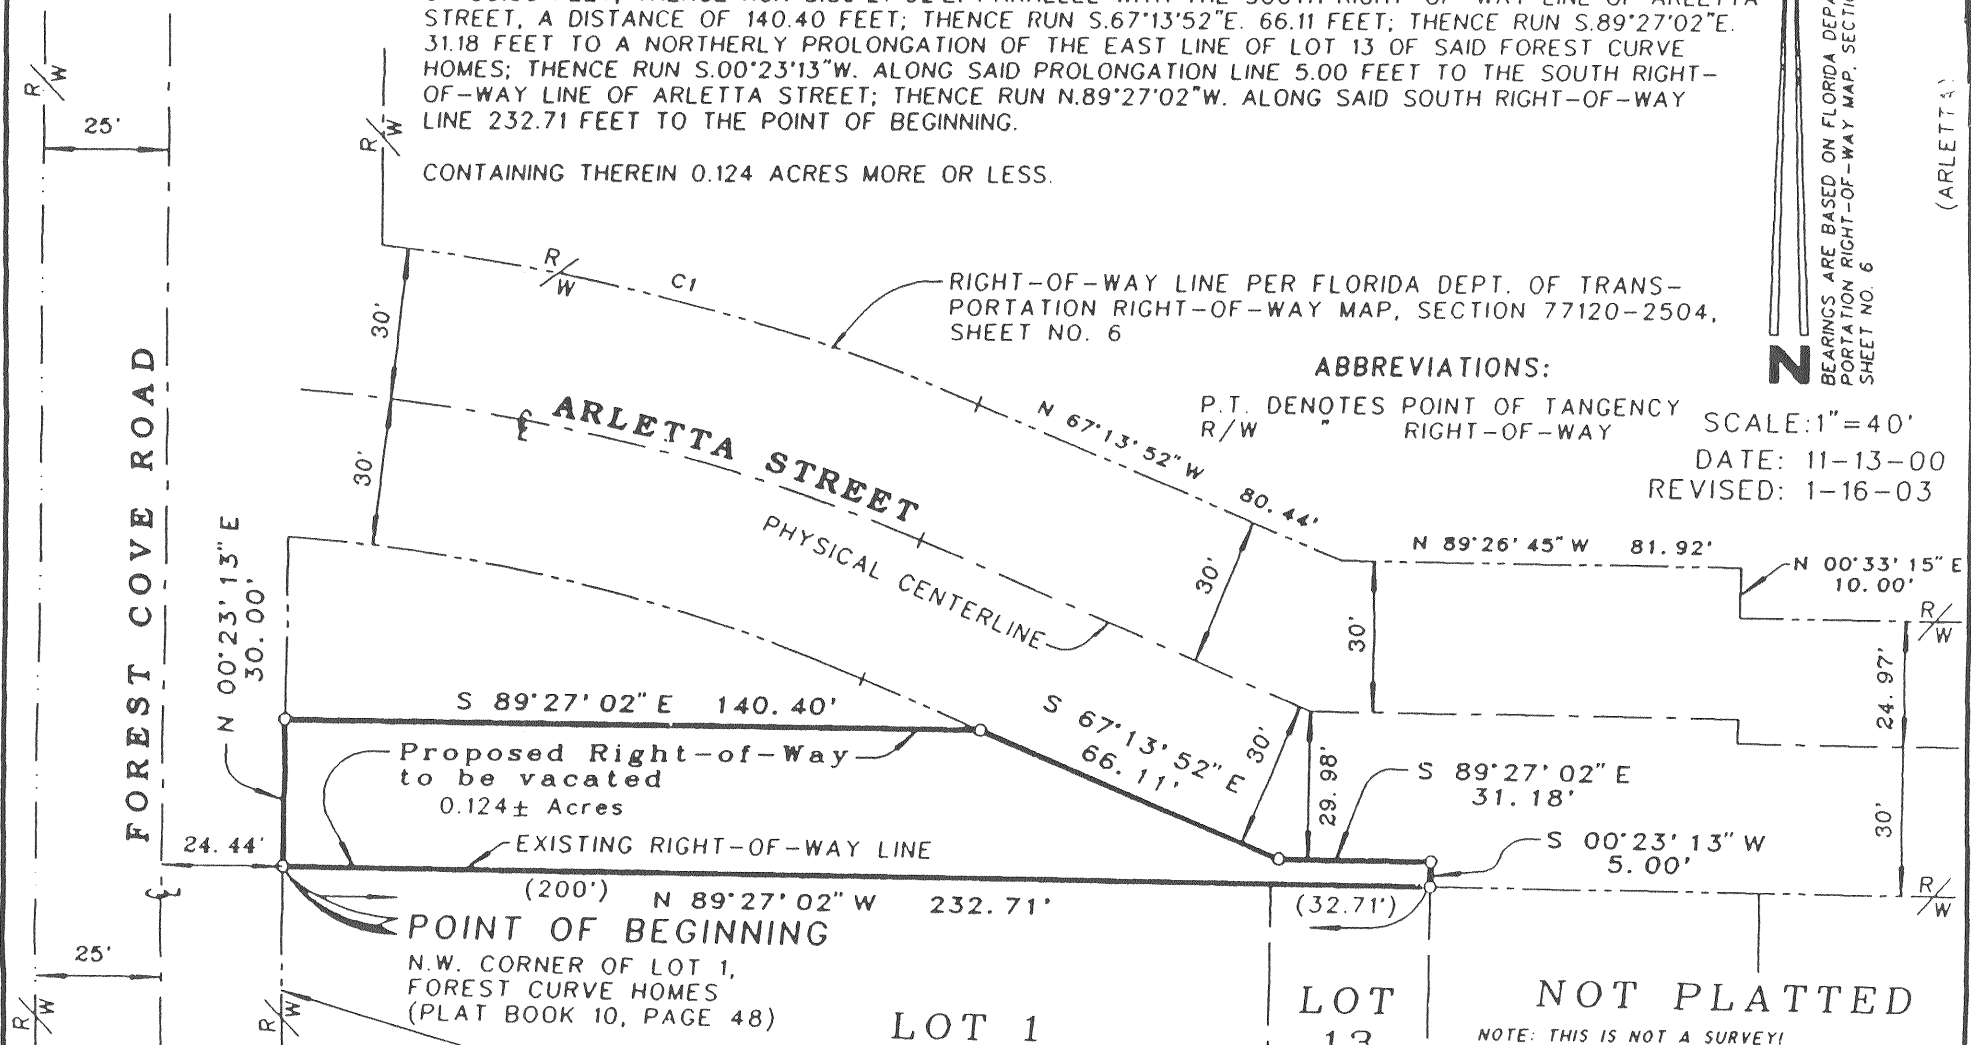 STREET, A DISTANCE OF 140.40 FEET; THENCE RUN S.67°13'52"E. 66.11 FEET; THENCE RUN S.89°27'02"E.
31.18 FEET TO A NORTHERLY PROLONGATION OF THE EAST LINE OF LOT 13 OF SAID FOREST CURVE
HOMES; THENCE RUN S.00°23'13"W. ALONG SAID PROLONGATION LINE 5.00 FEET TO THE SOUTH RIGHT-
OF-WAY LINE OF ARLETTA STREET; THENCE RUN N.89°27'02"W. ALONG SAID SOUTH RIGHT-OF-WAY
LINE 232.71 FEET TO THE POINT OF BEGINNING.
CONTAINING THEREIN 0.124 ACRES MORE OR LESS.
R/W
25'
R/W
R/W
C1
RIGHT-OF-WAY LINE PER FLORIDA DEPT. OF TRANS-
PORTATION RIGHT-OF-WAY MAP, SECTION 77120-2504,
SHEET NO. 6
BEARINGS ARE BASED ON FLORIDA
PORTATION RIGHT-OF-WAY MAP,
SHEET NO. 6
(ARLETTA
N
ABBREVIATIONS:
P.T. DENOTES POINT OF TANGENCY
R/W " RIGHT-OF-WAY
SCALE:1"=40'
DATE: 11-13-00
REVISED: 1-16-03
30'
30'
FOREST COVE ROAD
℄ ARLETTA STREET
PHYSICAL CENTERLINE
N 67°13'52" W 80.44'
N 89°26'45" W 81.92'
N 00°33'15" E
10.00'
R/W
N 00°23'13" E
30.00'
30'
30'
24.97'
S 89°27'02" E 140.40'
S 67°13'52" E
66.11'
30'
29.98'
Proposed Right-of-Way
to be vacated
0.124± Acres
S 89°27'02" E
31.18'
30'
24.44'
EXISTING RIGHT-OF-WAY LINE
S 00°23'13" W
5.00'
℄
(200') N 89°27'02" W 232.71'
(32.71')
R/W
POINT OF BEGINNING
N.W. CORNER OF LOT 1,
FOREST CURVE HOMES
(PLAT BOOK 10, PAGE 48)
25'
R/W
R/W
LOT 1
LOT
13
NOT PLATTED
NOTE: THIS IS NOT A SURVEY!